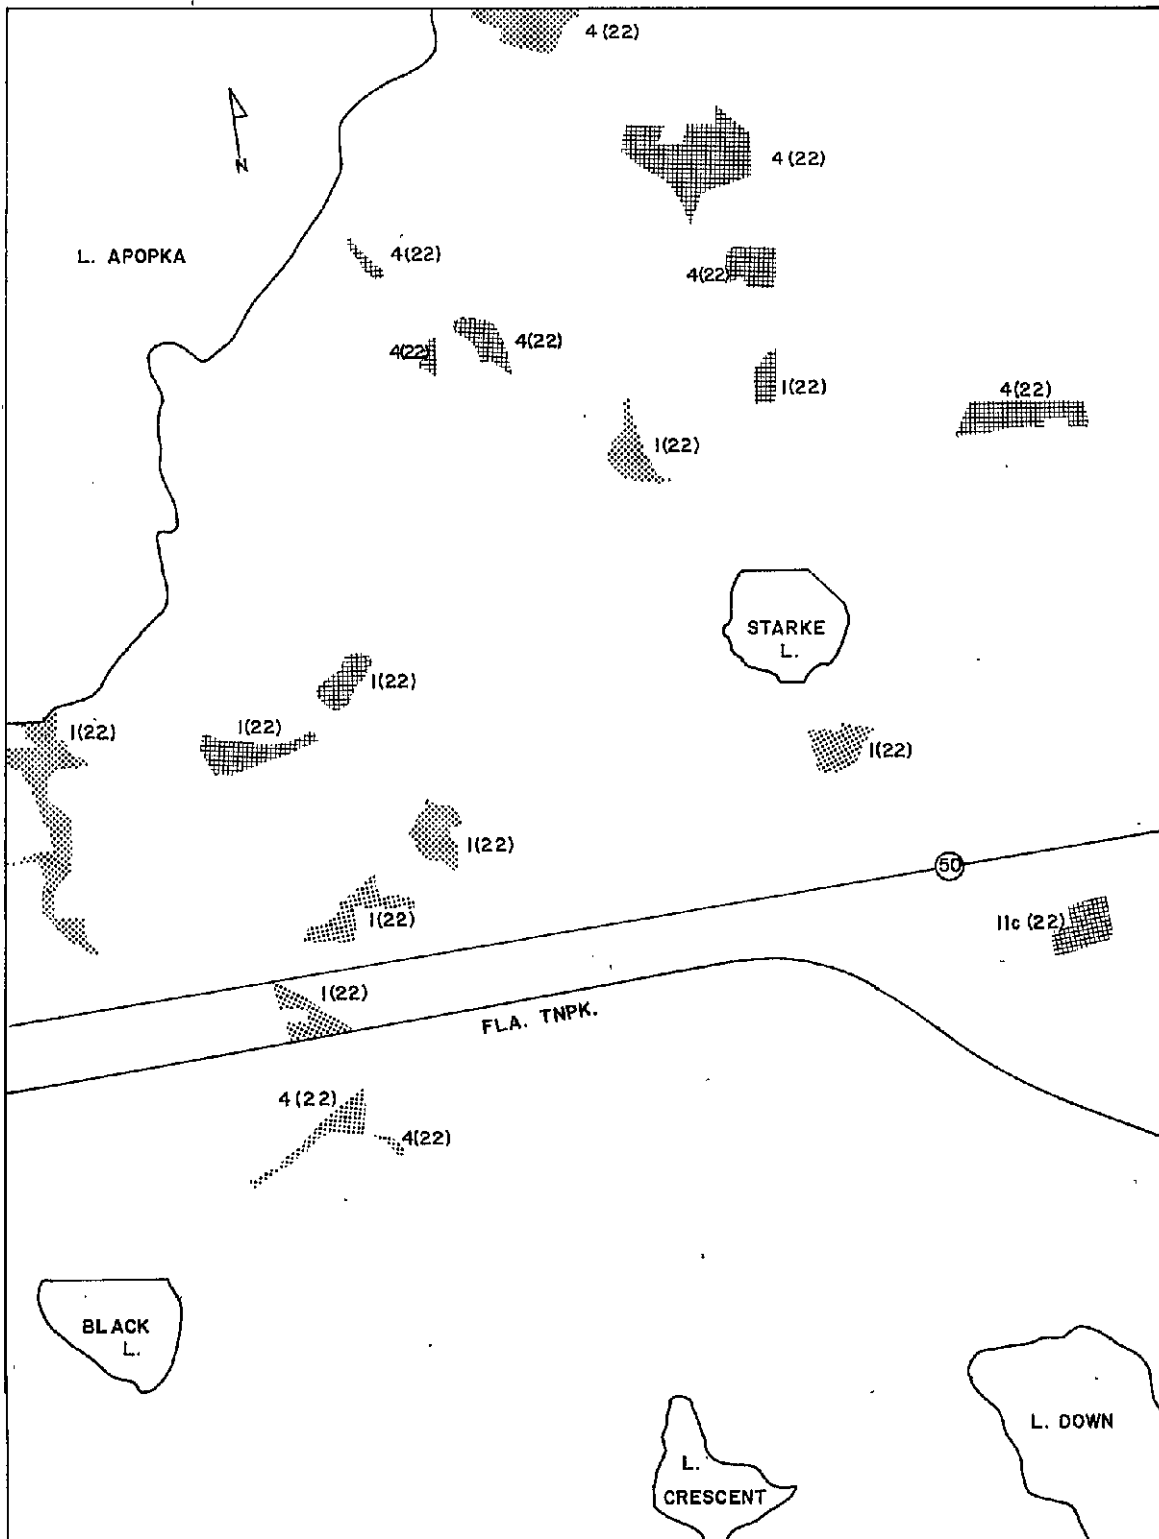 4(22)
N
4(22)
L. APOPKA
4(22)
4(22)
4(22)
4(22)
1(22)
4(22)
1(22)
STARKE
L.
1(22)
1(22)
1(22)
1(22)
1(22)
50
1(22)
11c (22)
1(22)
FLA. TNPK.
4(22)
4(22)
BLACK
L.
L. DOWN
L.
CRESCENT